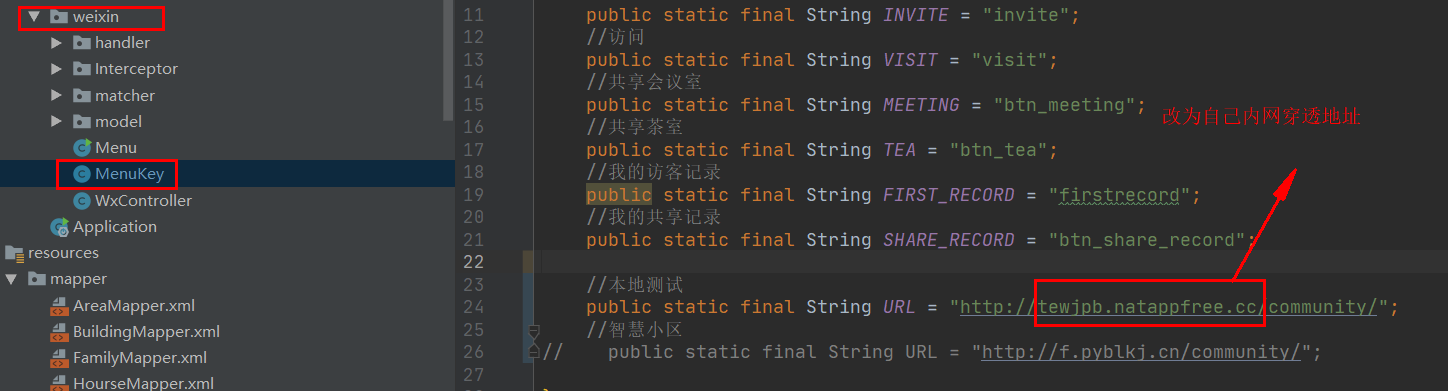 weixin
handler
Interceptor
matcher
model
Menu
MenuKey
WxController
Application
resources
mapper
AreaMapper.xml
BuildingMapper.xml
FamilyMapper.xml
HourseMapper.xml
11 public static final String INVITE = "invite";
12 //访问
13 public static final String VISIT = "visit";
14 //共享会议室
15 public static final String MEETING = "btn_meeting";
16 //共享茶室
17 public static final String TEA = "btn_tea";
18 //我的访客记录
19 public static final String FIRST_RECORD = "firstrecord";
20 //我的共享记录
21 public static final String SHARE_RECORD = "btn_share_record";
22
23 //本地测试
24 public static final String URL = "http://tewjpb.natappfree.cc/community/";
25 //智慧小区
26 // public static final String URL = "http://f.pyblkj.cn/community/";
改为自己内网穿透地址